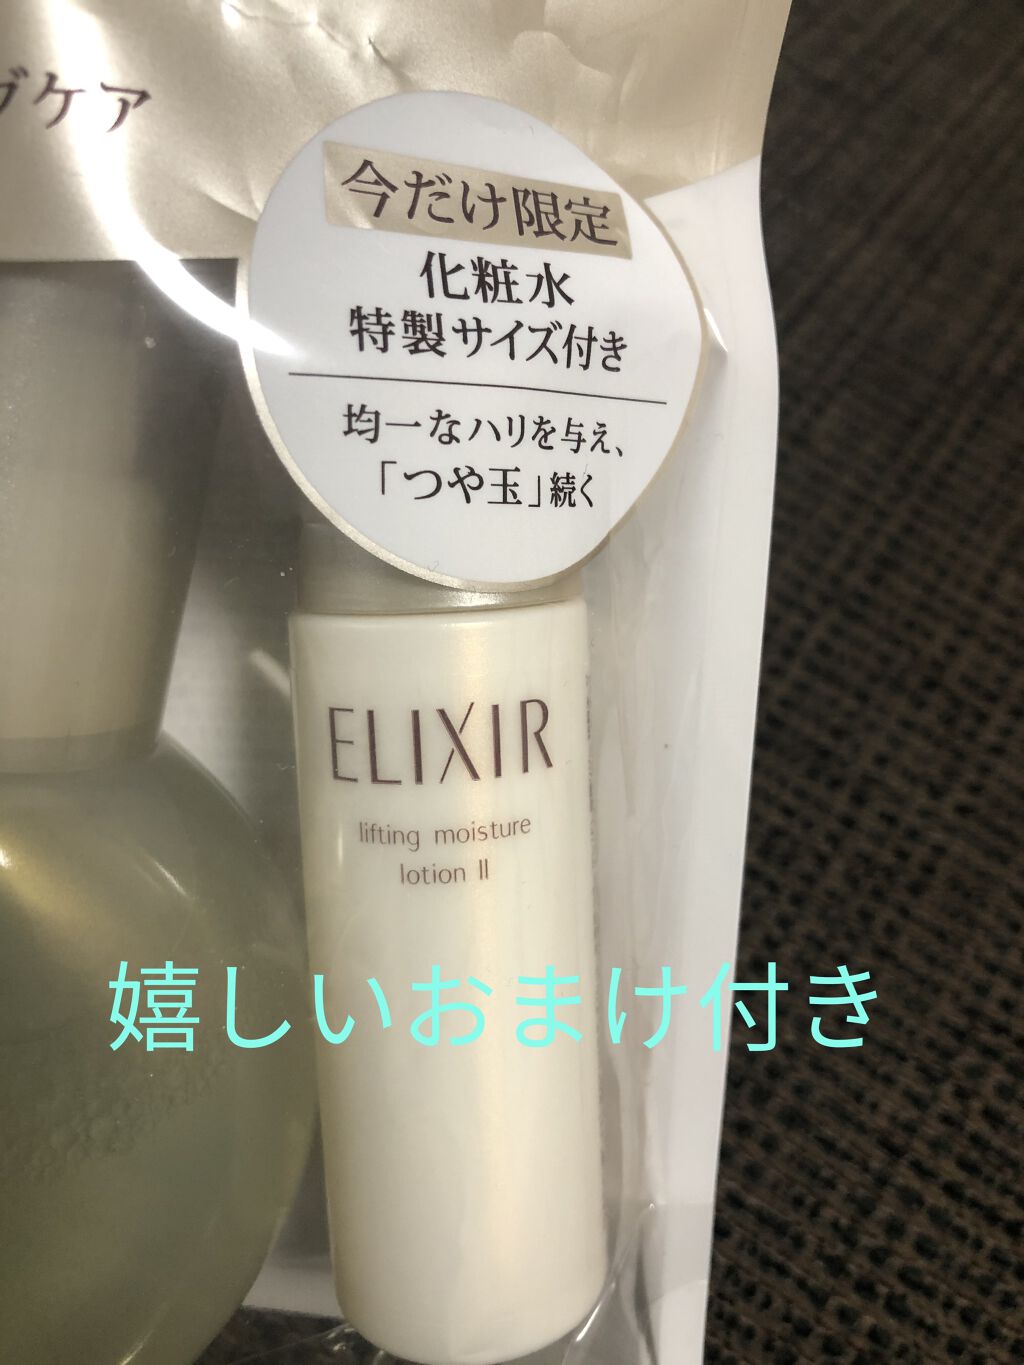 グケア
今だけ限定
化粧水
特製サイズ付き
均一なハリを与え、
「つや玉」続く
ELIXIR
lifting moisture
lotion II
嬉しいおまけ付き